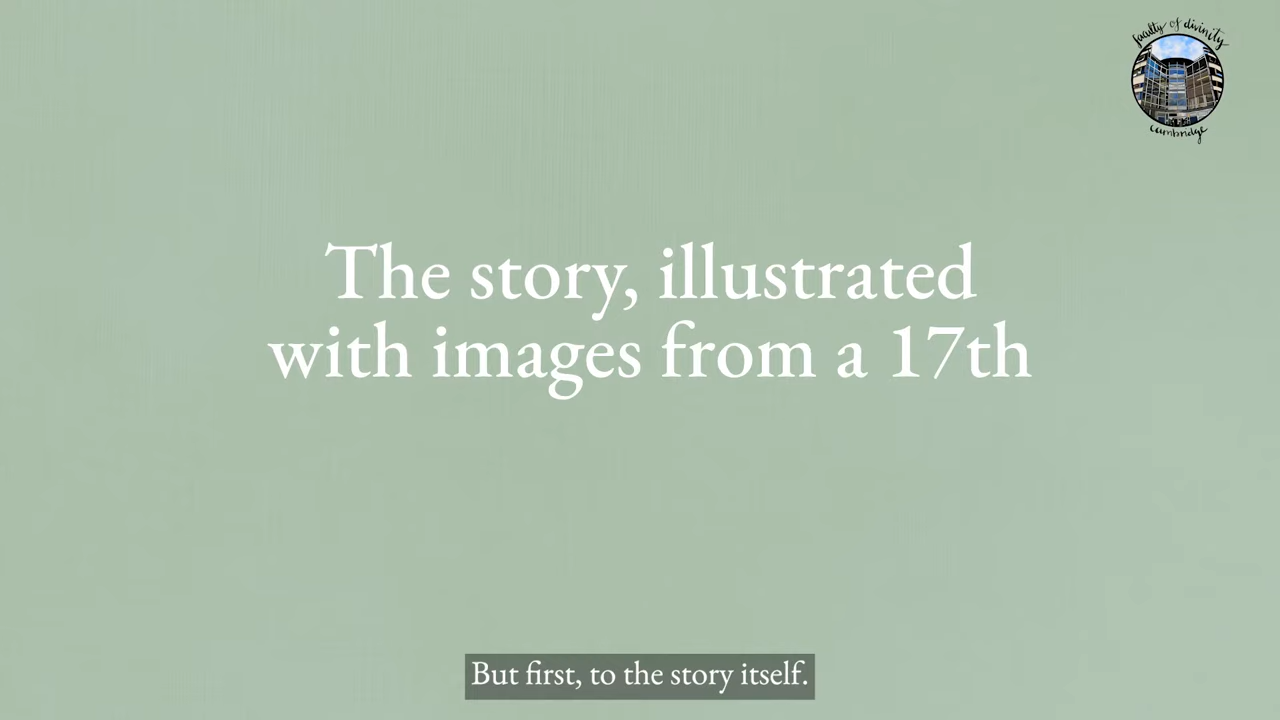 faculty of divinity
cambridge
The story, illustrated
with images from a 17th
But first, to the story itself.